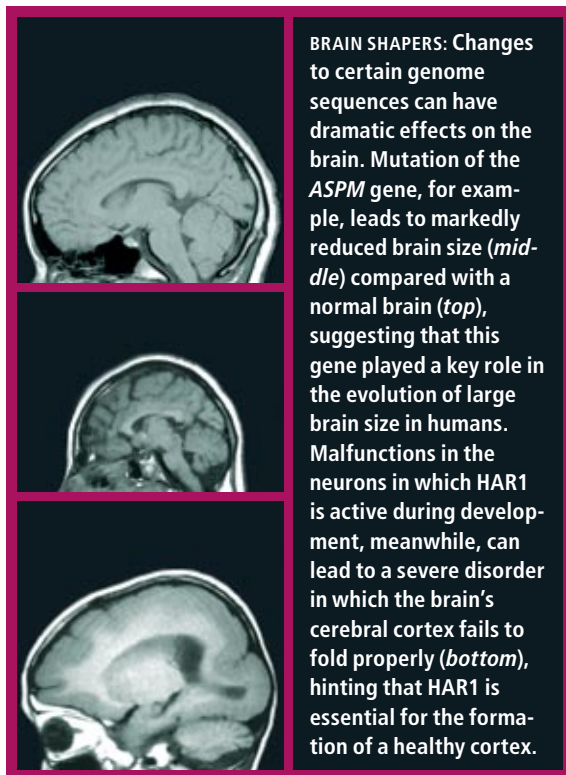 BRAIN SHAPERS: Changes
to certain genome
sequences can have
dramatic effects on the
brain. Mutation of the
ASPM gene, for exam-
ple, leads to markedly
reduced brain size (mid-
dle) compared with a
normal brain (top),
suggesting that this
gene played a key role in
the evolution of large
brain size in humans.
Malfunctions in the
neurons in which HAR1
is active during develop-
ment, meanwhile, can
lead to a severe disorder
in which the brain's
cerebral cortex fails to
fold properly (bottom),
hinting that HAR1 is
essential for the forma-
tion of a healthy cortex.